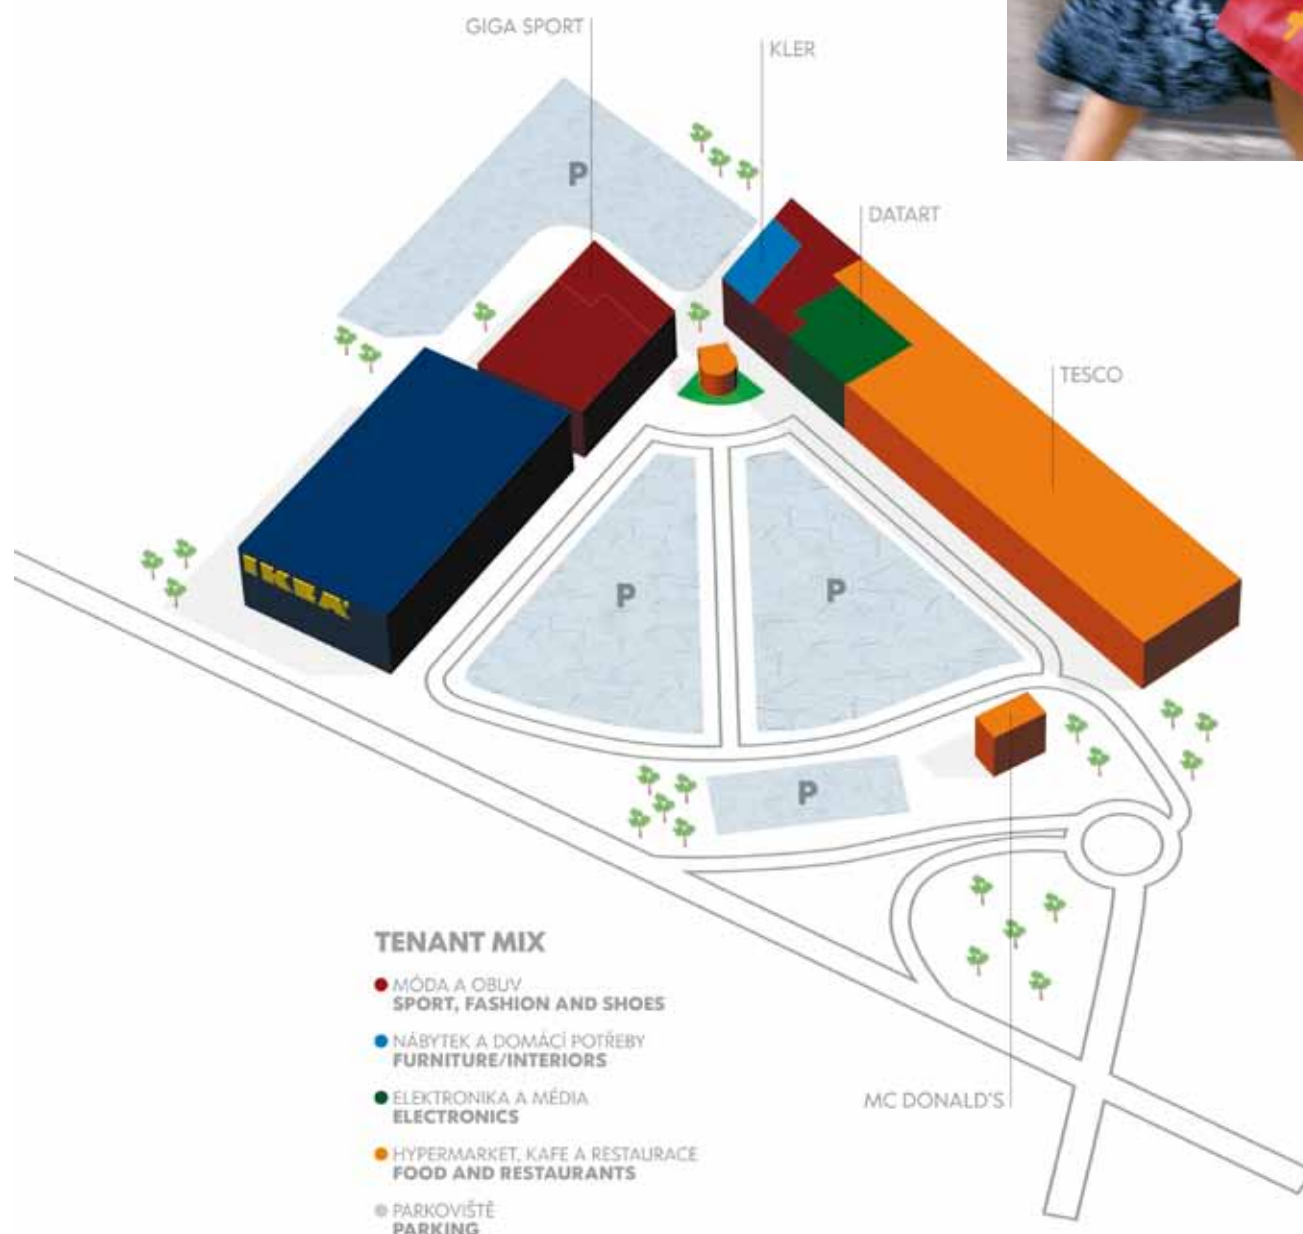 GIGA SPORT
KLER
P
DATART
TESCO
IKEA
P
P
P
TENANT MIX
MÓDA A OBUV
SPORT, FASHION AND SHOES
NÁBYTEK A DOMÁCÍ POTŘEBY
FURNITURE/INTERIORS
ELEKTRONIKA A MÉDIA
ELECTRONICS
MC DONALD'S
HYPERMARKET, KAFE A RESTAURACE
FOOD AND RESTAURANTS
PARKOVIŠTĚ
PARKING